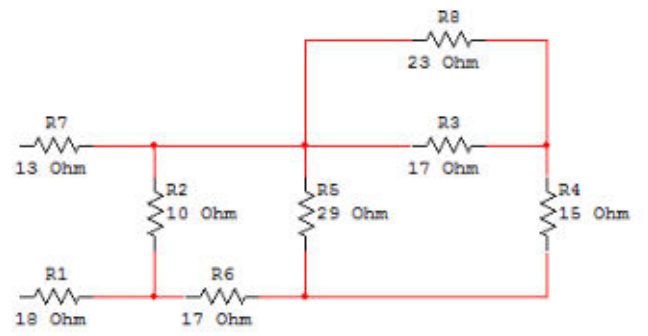 R8
23 Ohm
R7
13 Ohm
R3
17 Ohm
R2
10 Ohm
R5
29 Ohm
R4
15 Ohm
R1
18 Ohm
R6
17 Ohm